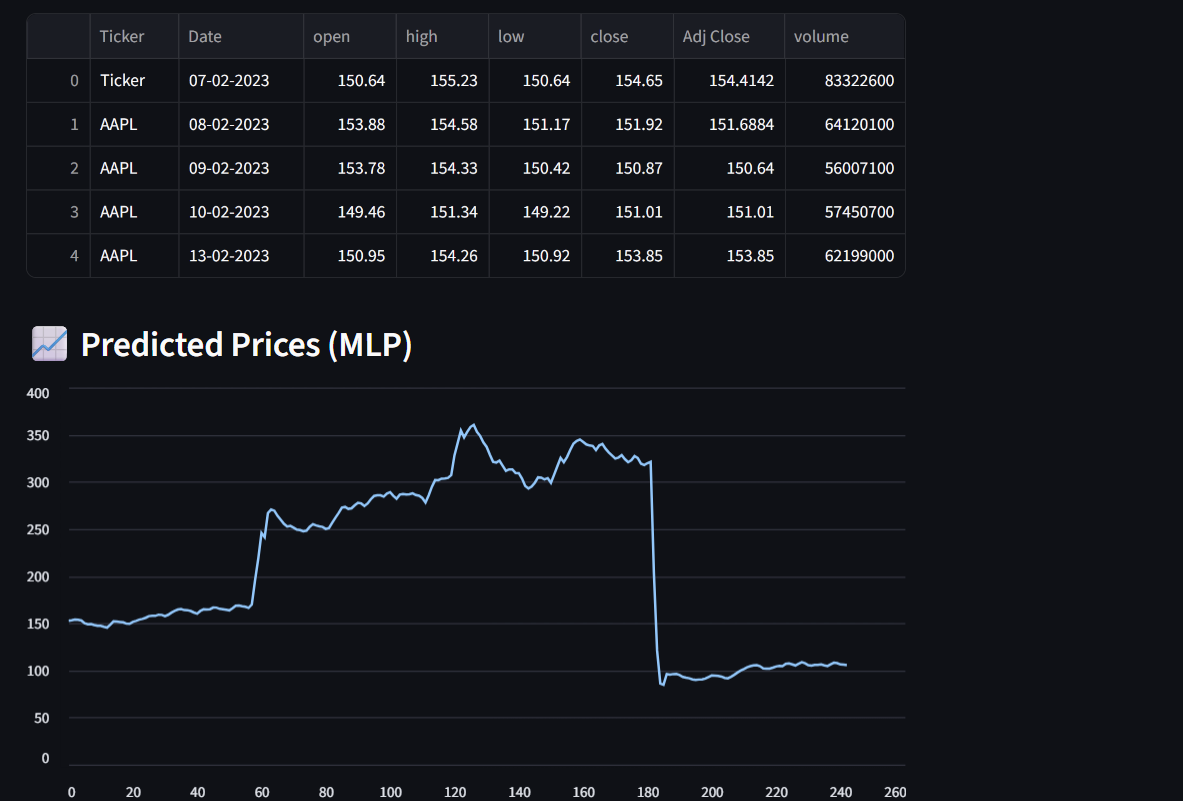 Ticker Date open high low close Adj Close volume
0 Ticker 07-02-2023 150.64 155.23 150.64 154.65 154.4142 83322600
1 AAPL 08-02-2023 153.88 154.58 151.17 151.92 151.6884 64120100
2 AAPL 09-02-2023 153.78 154.33 150.42 150.87 150.64 56007100
3 AAPL 10-02-2023 149.46 151.34 149.22 151.01 151.01 57450700
4 AAPL 13-02-2023 150.95 154.26 150.92 153.85 153.85 62199000
Predicted Prices (MLP)
400
350
300
250
200
150
100
50
0
0 20 40 60 80 100 120 140 160 180 200 220 240 260